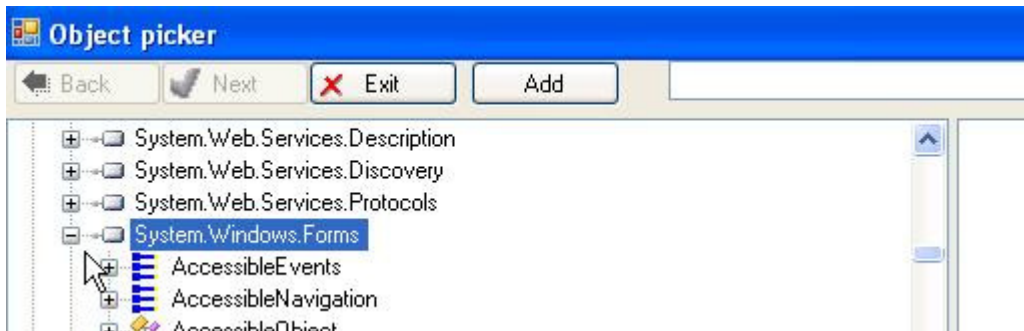 Object picker
Back Next Exit Add
System.Web.Services.Description
System.Web.Services.Discovery
System.Web.Services.Protocols
System.Windows.Forms
AccessibleEvents
AccessibleNavigation
AccessibleObject